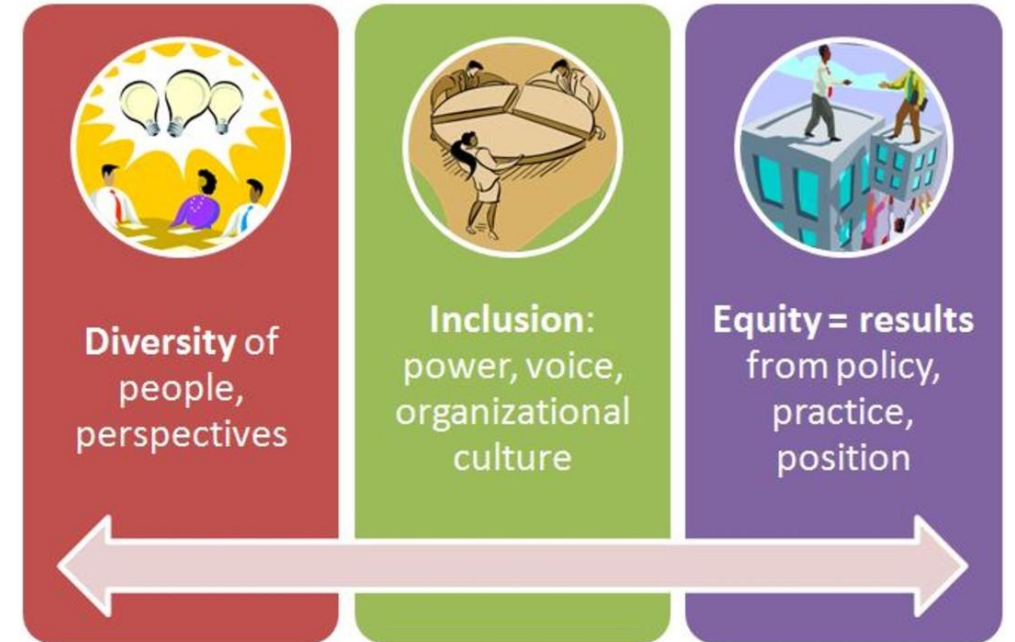 Diversity of
people,
perspectives
Inclusion:
power, voice,
organizational
culture
Equity = results
from policy,
practice,
position